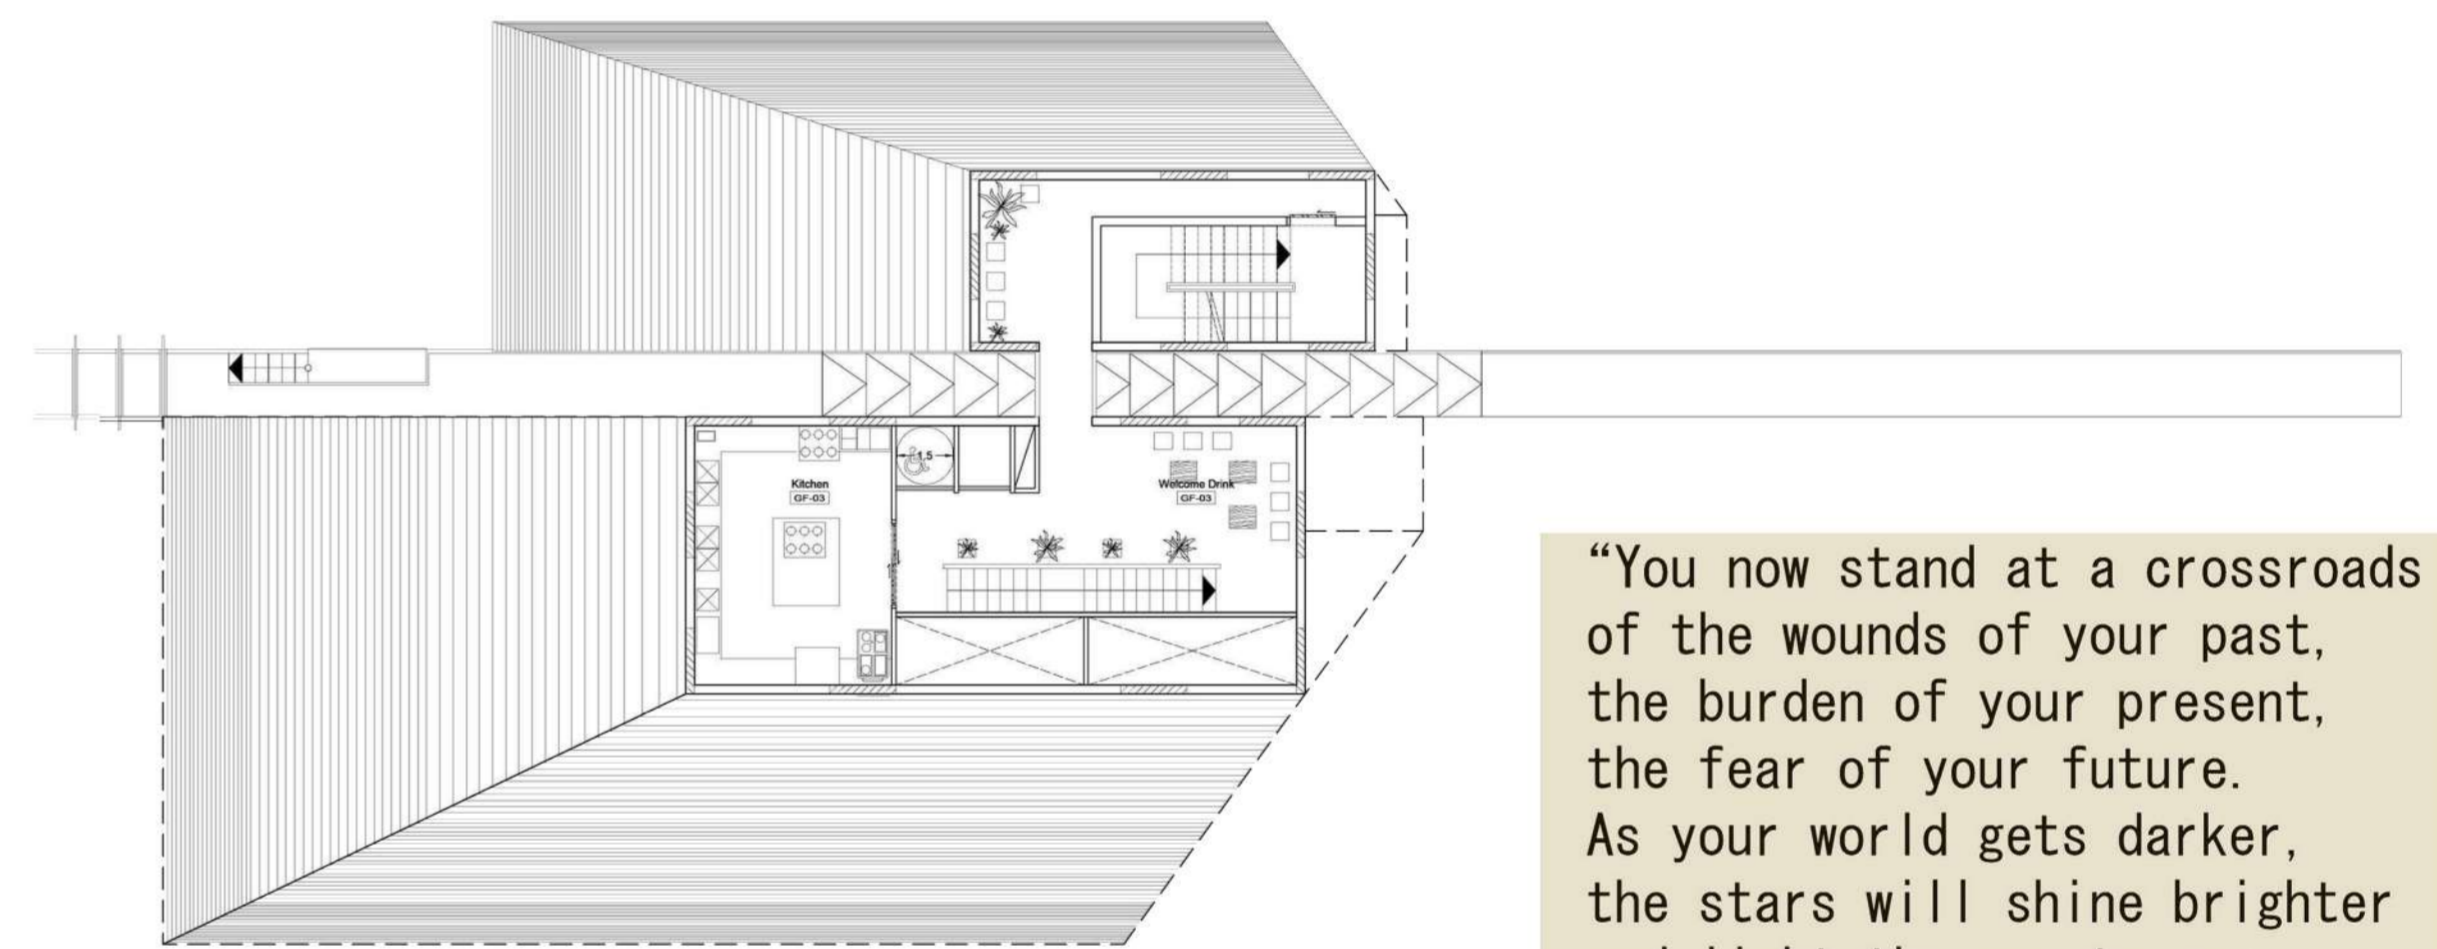 Kitchen
GF-03
1,5
Welcome Drink
GF-03
“You now stand at a crossroads
of the wounds of your past,
the burden of your present,
the fear of your future.
As your world gets darker,
the stars will shine brighter